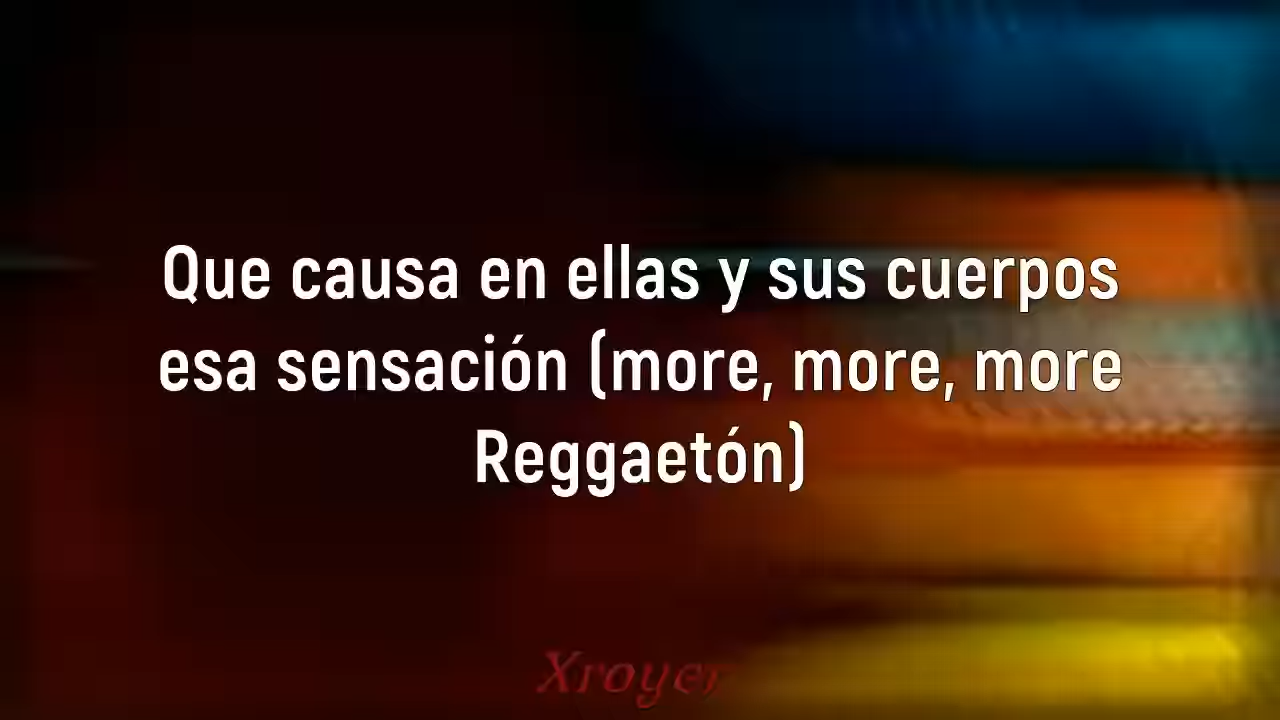 Que causa en ellas y sus cuerpos
esa sensación (more, more, more
Reggaetón)
Xroyer